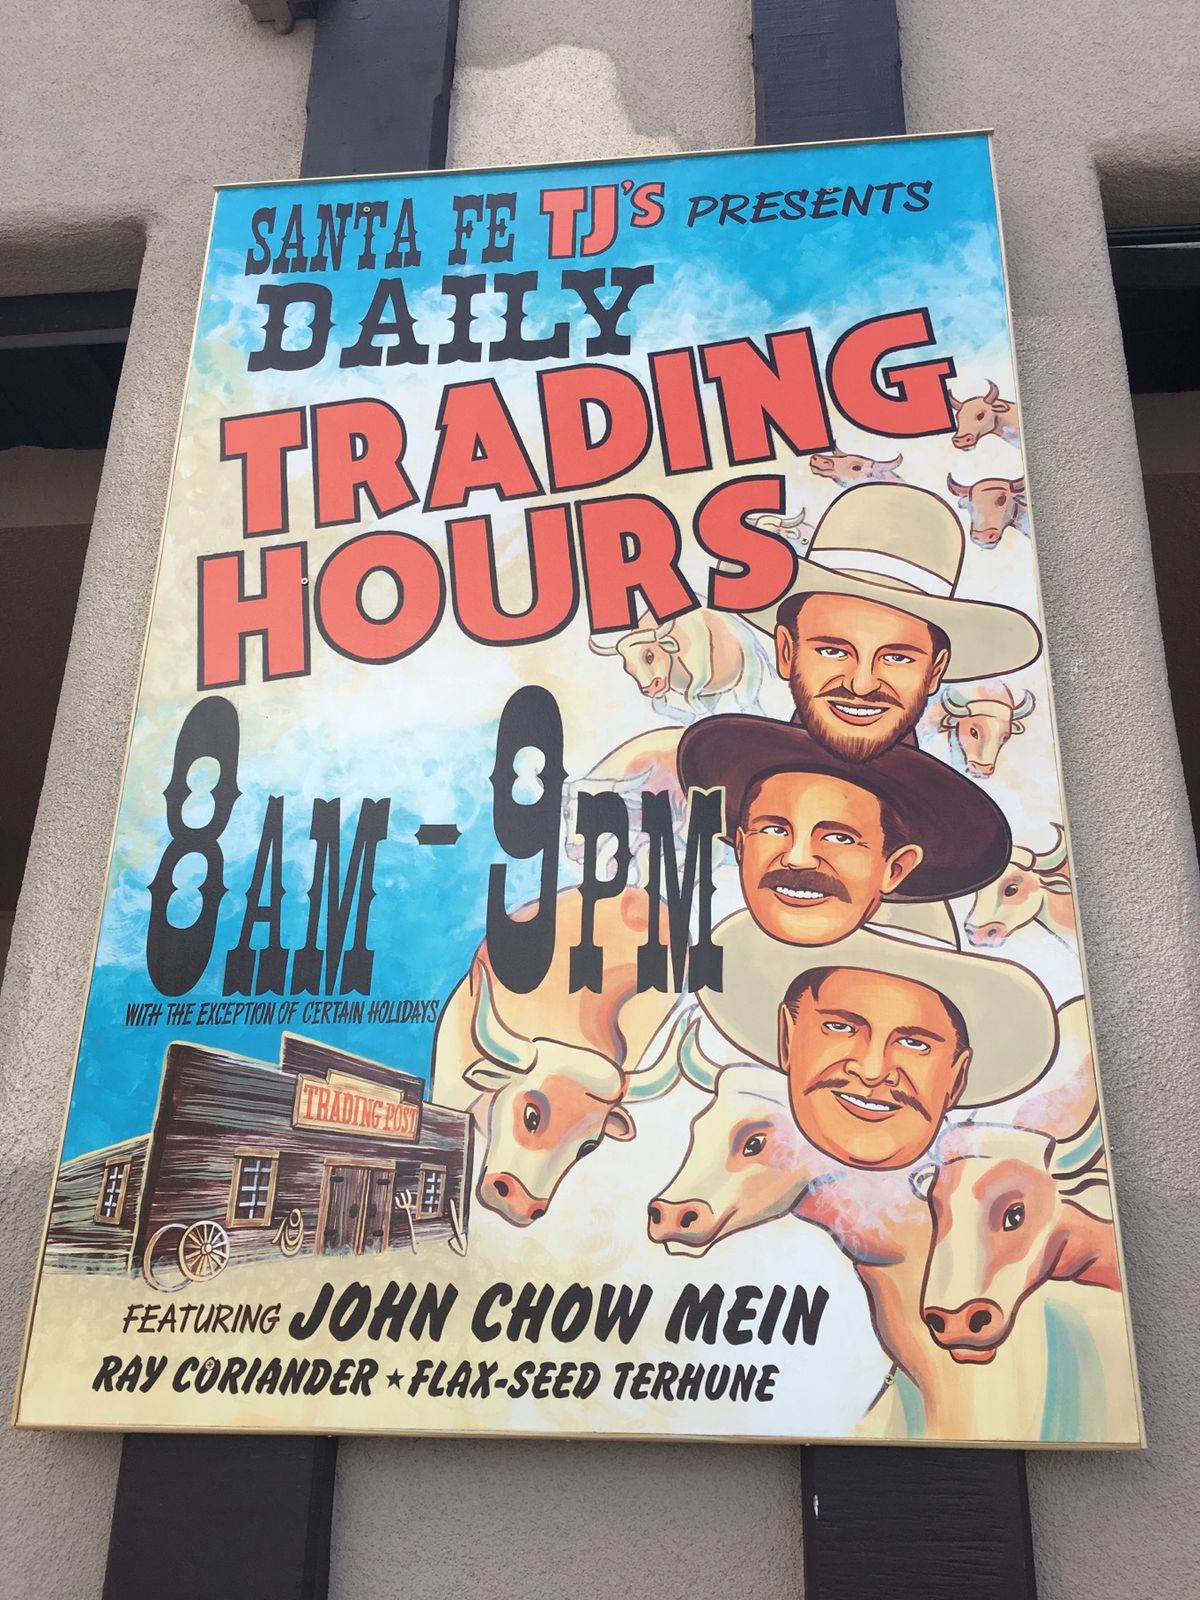 SANTA FE TJ'S PRESENTS
DAILY
TRADING
HOURS
8AM - 9PM
WITH THE EXCEPTION OF CERTAIN HOLIDAYS
TRADING POST
FEATURING JOHN CHOW MEIN
RAY CORIANDER ★ FLAX-SEED TERHUNE